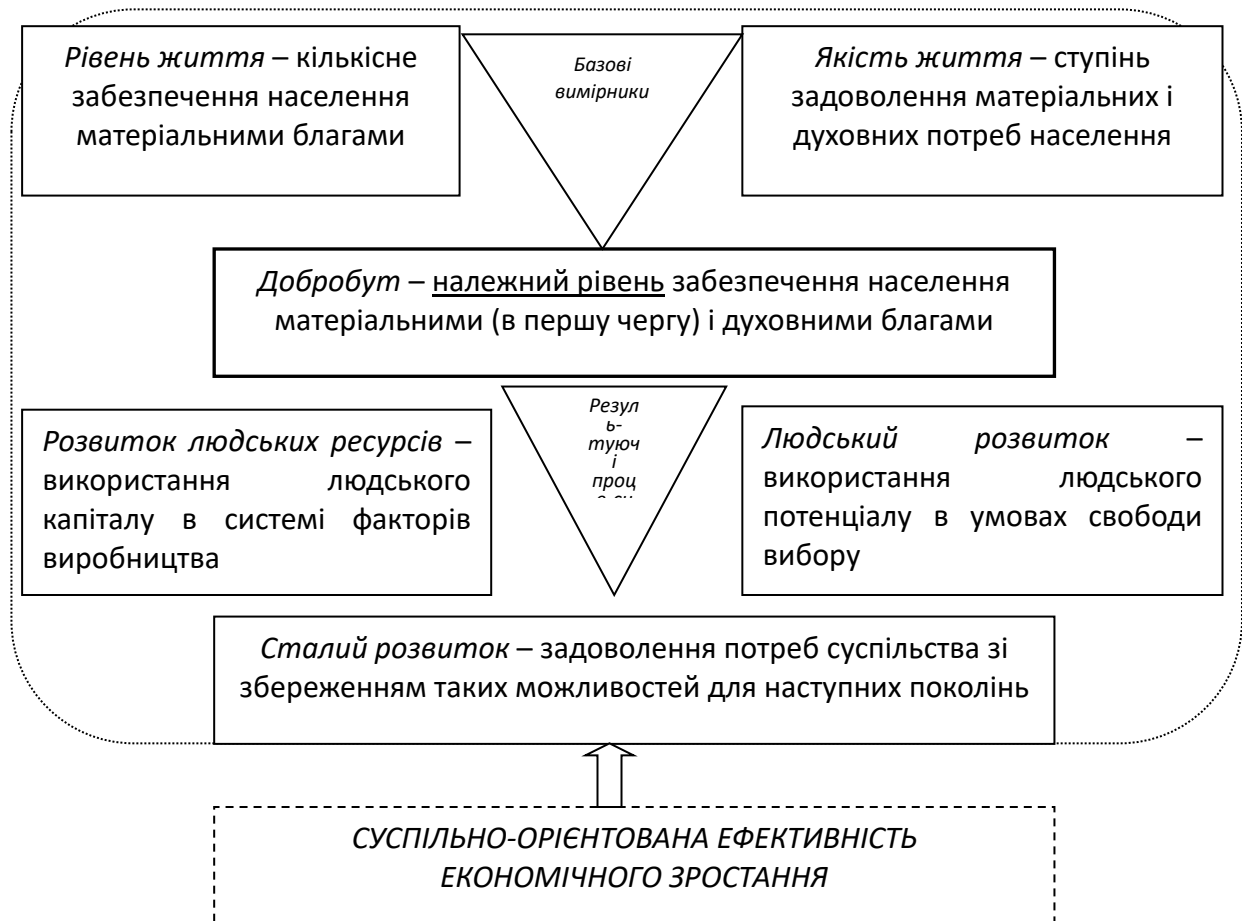 Рівень життя – кількісне
забезпечення населення
матеріальними благами
Базові
вимірники
Якість життя – ступінь
задоволення матеріальних і
духовних потреб населення
Добробут – належний рівень забезпечення населення
матеріальними (в першу чергу) і духовними благами
Розвиток людських ресурсів –
використання людського
капіталу в системі факторів
виробництва
Резул
ь-
туюч
і
проц
Людський розвиток –
використання людського
потенціалу в умовах свободи
вибору
Сталий розвиток – задоволення потреб суспільства зі
збереженням таких можливостей для наступних поколінь
СУСПІЛЬНО-ОРІЄНТОВАНА ЕФЕКТИВНІСТЬ
ЕКОНОМІЧНОГО ЗРОСТАННЯ